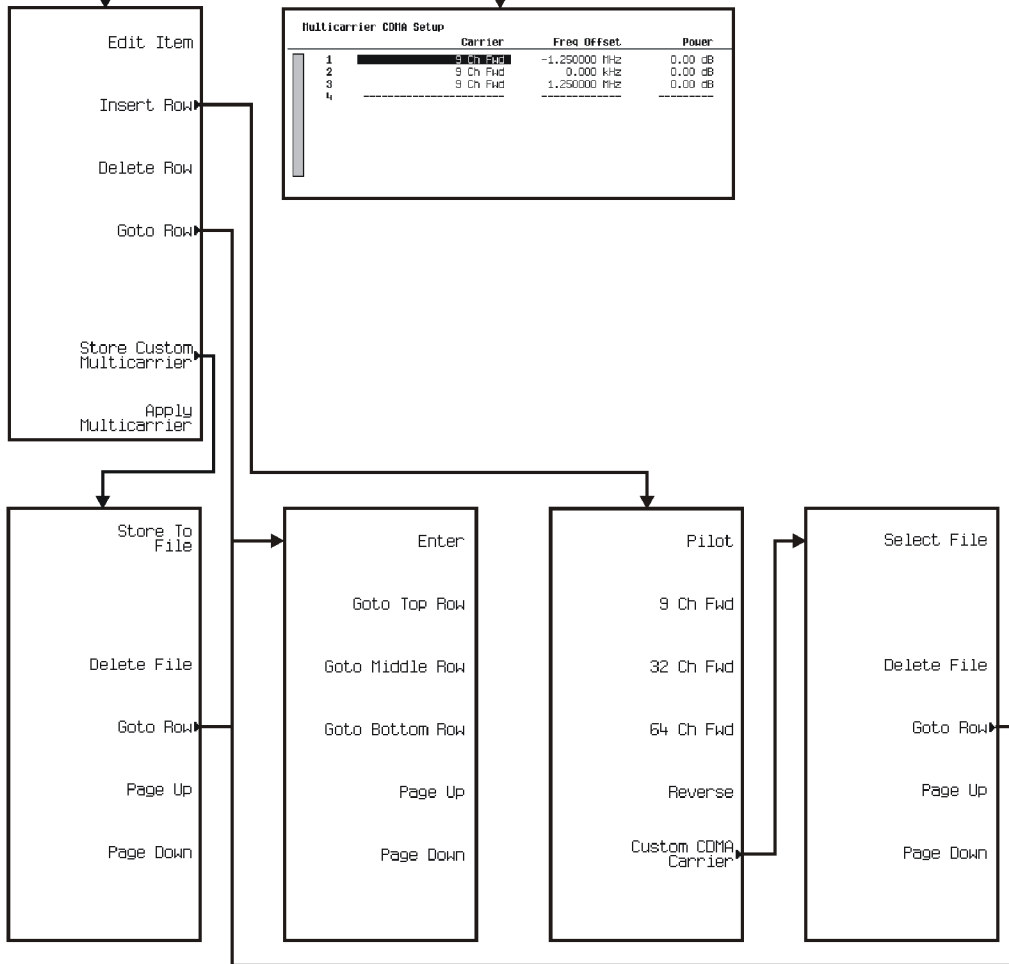 Edit Item
Insert Row
Delete Row
Goto Row
Store Custom
Multicarrier
Apply
Multicarrier
Multicarrier CDMA Setup
Carrier Freq Offset Power
1 9 Ch Fwd -1.250000 MHz 0.00 dB
2 9 Ch Fwd 0.000 kHz 0.00 dB
3 9 Ch Fwd 1.250000 MHz 0.00 dB
4 ---------------------- ------------- ---------
Store To
File
Delete File
Goto Row
Page Up
Page Down
Enter
Goto Top Row
Goto Middle Row
Goto Bottom Row
Page Up
Page Down
Pilot
9 Ch Fwd
32 Ch Fwd
64 Ch Fwd
Reverse
Custom CDMA
Carrier
Select File
Delete File
Goto Row
Page Up
Page Down